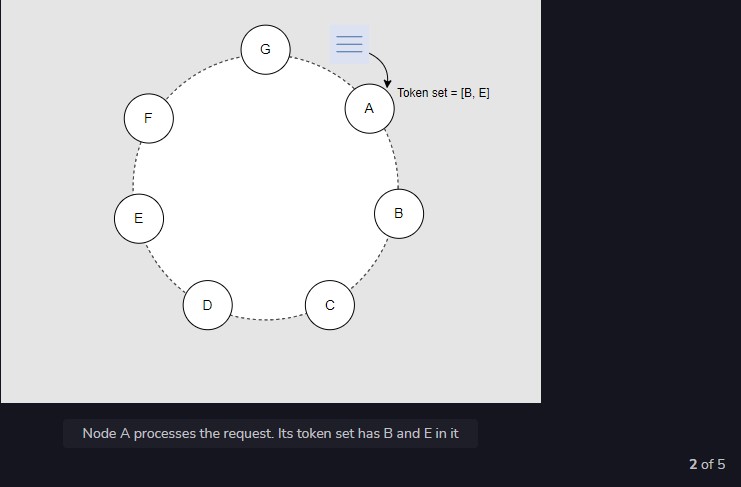 G
A
Token set = [B, E]
F
B
E
D
C
Node A processes the request. Its token set has B and E in it
2 of 5